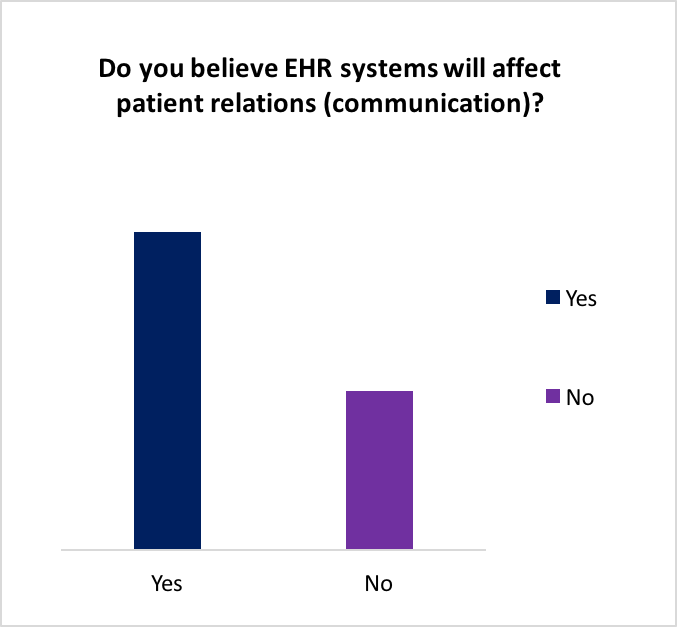 Do you believe EHR systems will affect
patient relations (communication)?
Yes
No
Yes
No